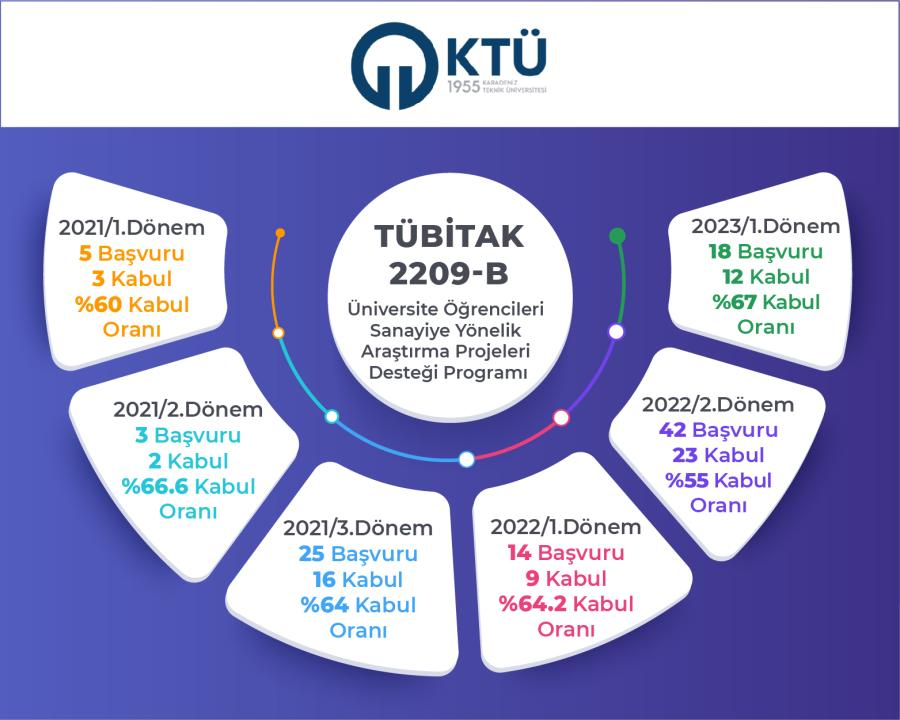 KTÜ
1955 KARADENİZ
TEKNİK ÜNİVERSİTESİ
TÜBİTAK
2209-B
Üniversite Öğrencileri
Sanayiye Yönelik
Araştırma Projeleri
Desteği Programı
2021/1.Dönem
5 Başvuru
3 Kabul
%60 Kabul
Oranı
2021/2.Dönem
3 Başvuru
2 Kabul
%66.6 Kabul
Oranı
2021/3.Dönem
25 Başvuru
16 Kabul
%64 Kabul
Oranı
2022/1.Dönem
14 Başvuru
9 Kabul
%64.2 Kabul
Oranı
2022/2.Dönem
42 Başvuru
23 Kabul
%55 Kabul
Oranı
2023/1.Dönem
18 Başvuru
12 Kabul
%67 Kabul
Oranı